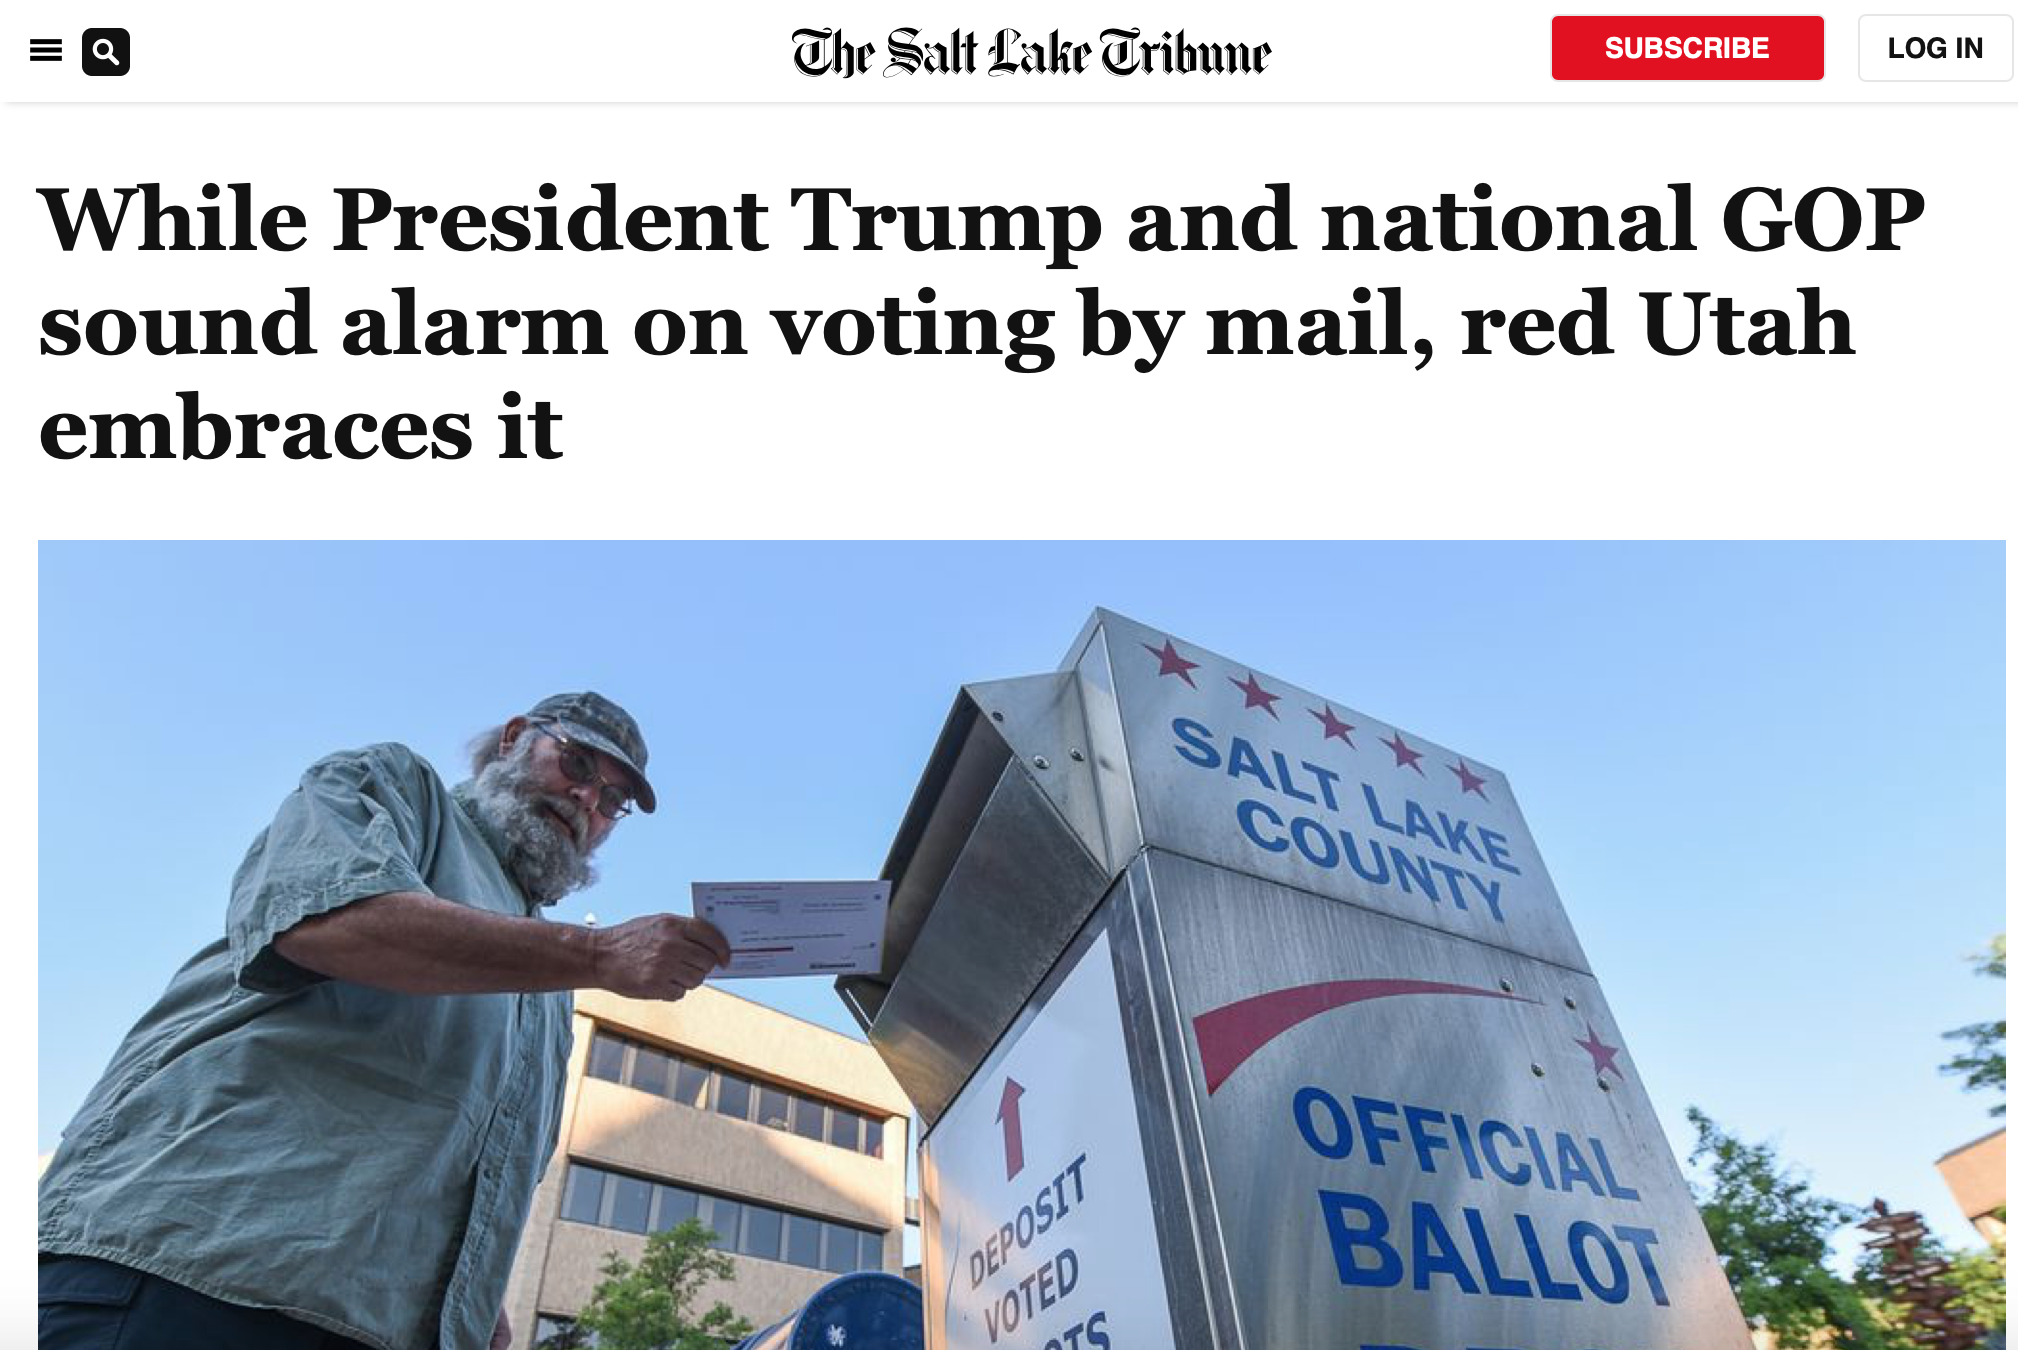 The Salt Lake Tribune
SUBSCRIBE
LOG IN
While President Trump and national GOP
sound alarm on voting by mail, red Utah
embraces it
SALT LAKE
COUNTY
OFFICIAL
BALLOT
DEPOSIT
VOTED